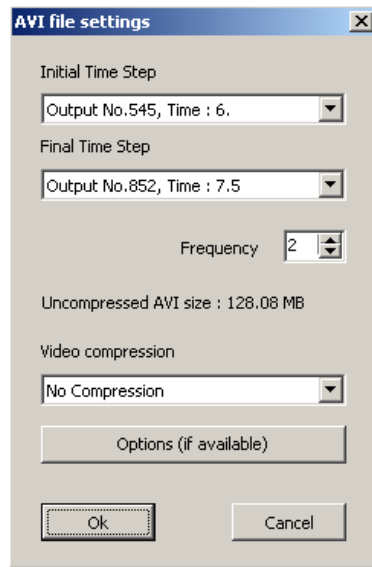 AVI file settings
Initial Time Step
Output No.545, Time : 6.
Final Time Step
Output No.852, Time : 7.5
Frequency 2
Uncompressed AVI size : 128.08 MB
Video compression
No Compression
Options (if available)
Ok Cancel